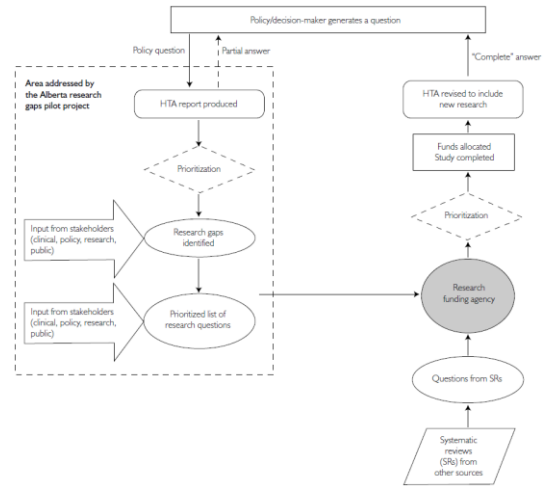 Policy/decision-maker generates a question
Policy question
Partial answer
"Complete" answer
Area addressed by
the Alberta research
gaps pilot project
HTA report produced
HTA revised to include
new research
Funds allocated
Study completed
Prioritization
Prioritization
Input from stakeholders
(clinical, policy, research,
public)
Research gaps
identified
Input from stakeholders
(clinical, policy, research,
public)
Prioritized list of
research questions
Research
funding agency
Questions from SRs
Systematic
reviews
(SRs) from
other sources